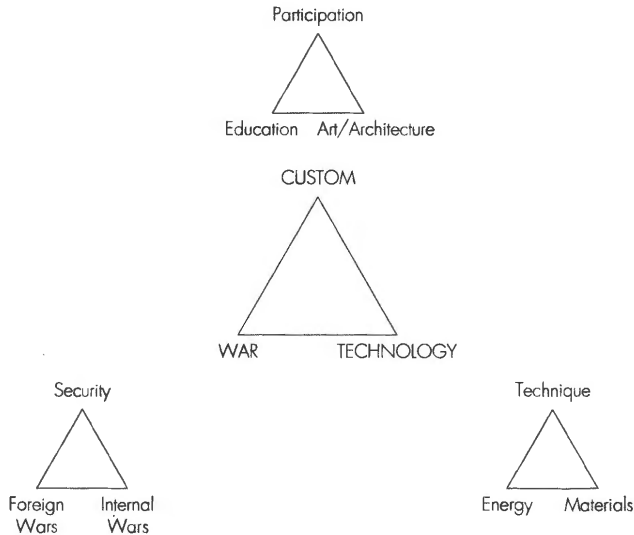 Participation
Education Art/Architecture
CUSTOM
WAR TECHNOLOGY
Security Technique
Foreign Wars
Internal Wars
Energy Materials